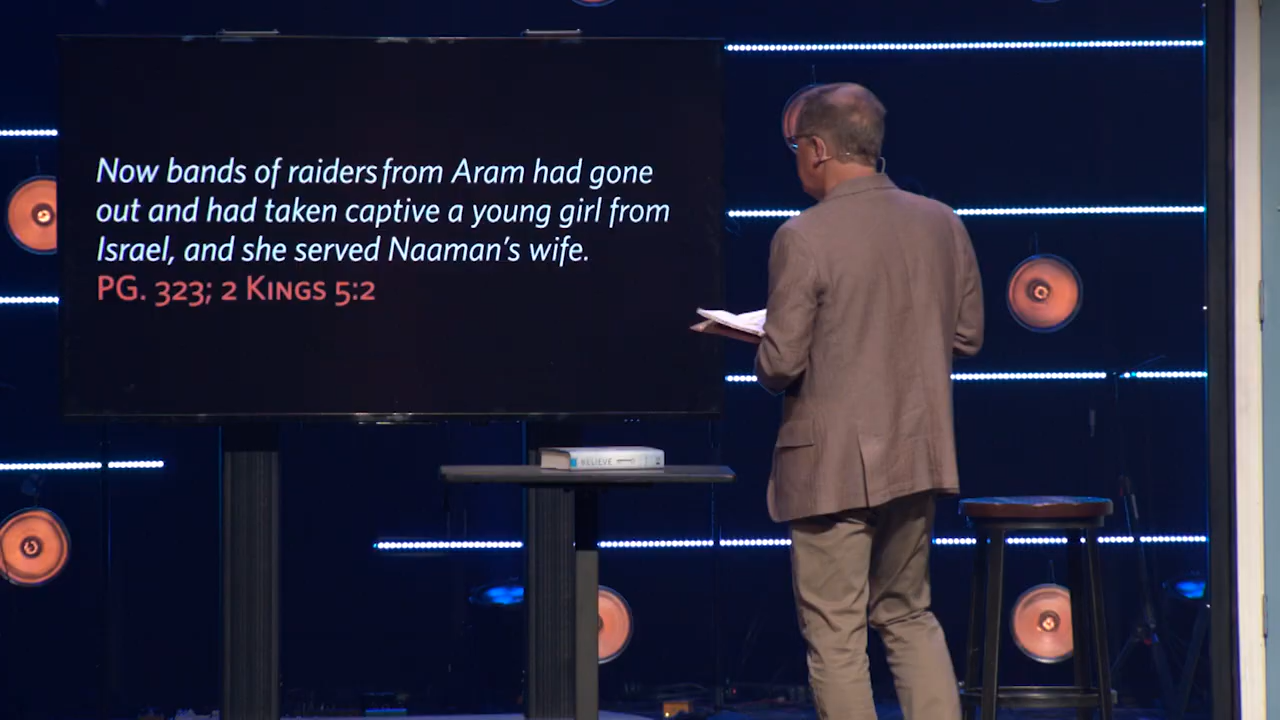 Now bands of raiders from Aram had gone
out and had taken captive a young girl from
Israel, and she served Naaman's wife.
PG. 323; 2 Kings 5:2
BELIEVE